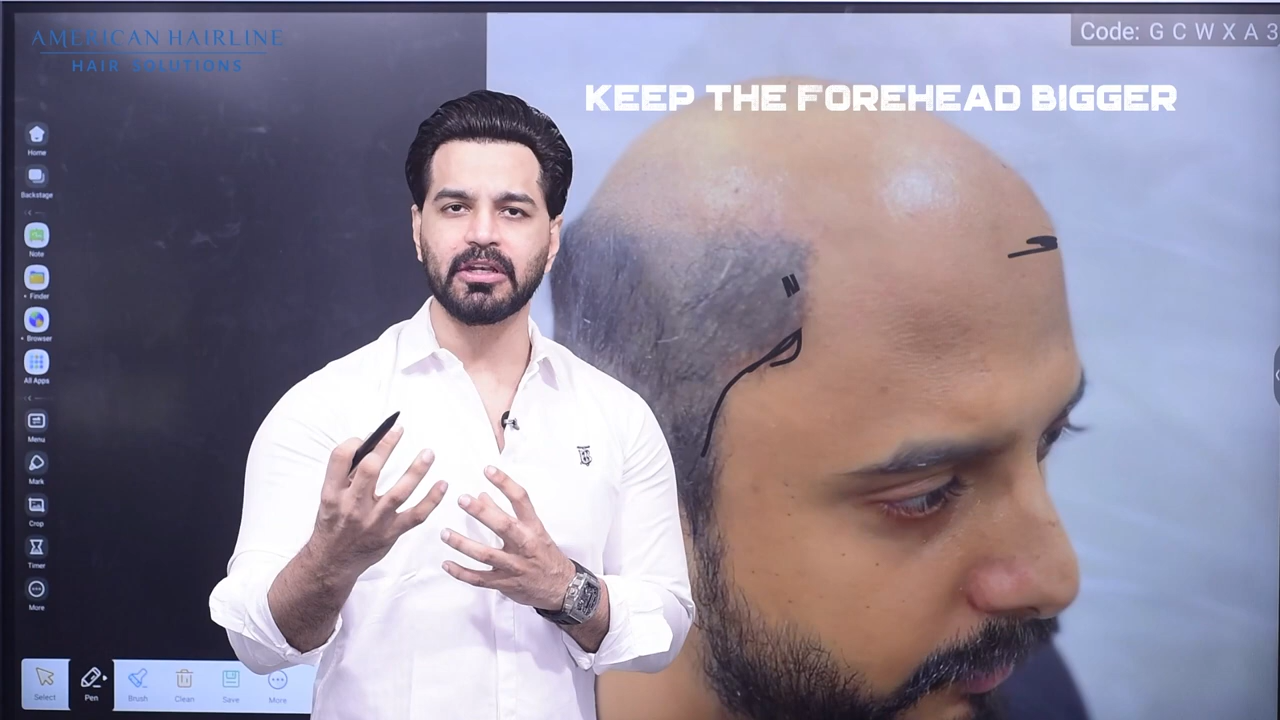 AMERICAN HAIRLINE
HAIR SOLUTIONS
Code: G C W X A 3
KEEP THE FOREHEAD BIGGER
Home
Backstage
Note
Finder
Browser
All Apps
Menu
Mark
Crop
Timer
More
Select
Pen
Brush
Clean
Save
More